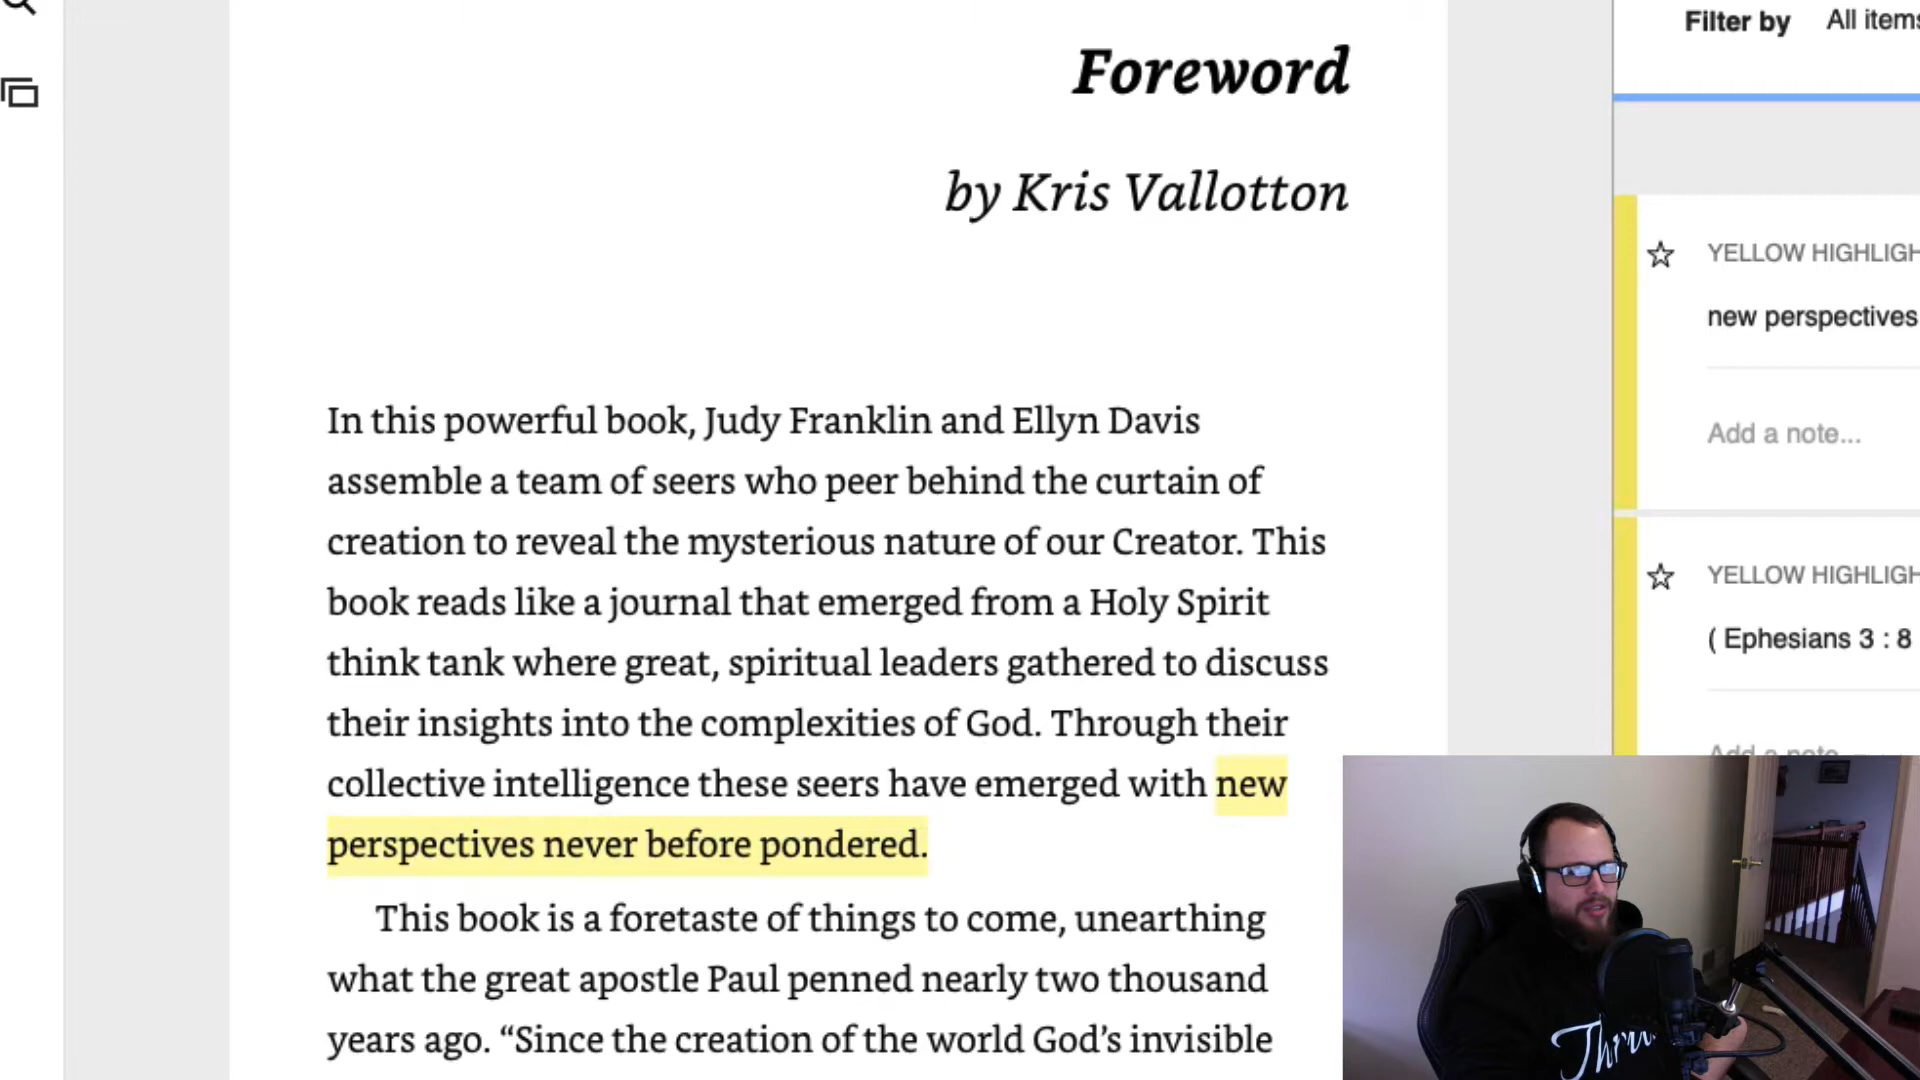 Filter by All items
Foreword
by Kris Vallotton
In this powerful book, Judy Franklin and Ellyn Davis
assemble a team of seers who peer behind the curtain of
creation to reveal the mysterious nature of our Creator. This
book reads like a journal that emerged from a Holy Spirit
think tank where great, spiritual leaders gathered to discuss
their insights into the complexities of God. Through their
collective intelligence these seers have emerged with new
perspectives never before pondered.
This book is a foretaste of things to come, unearthing
what the great apostle Paul penned nearly two thousand
years ago. “Since the creation of the world God’s invisible
YELLOW HIGHLIGH
new perspectives
Add a note...
YELLOW HIGHLIGH
( Ephesians 3 : 8
Add a note